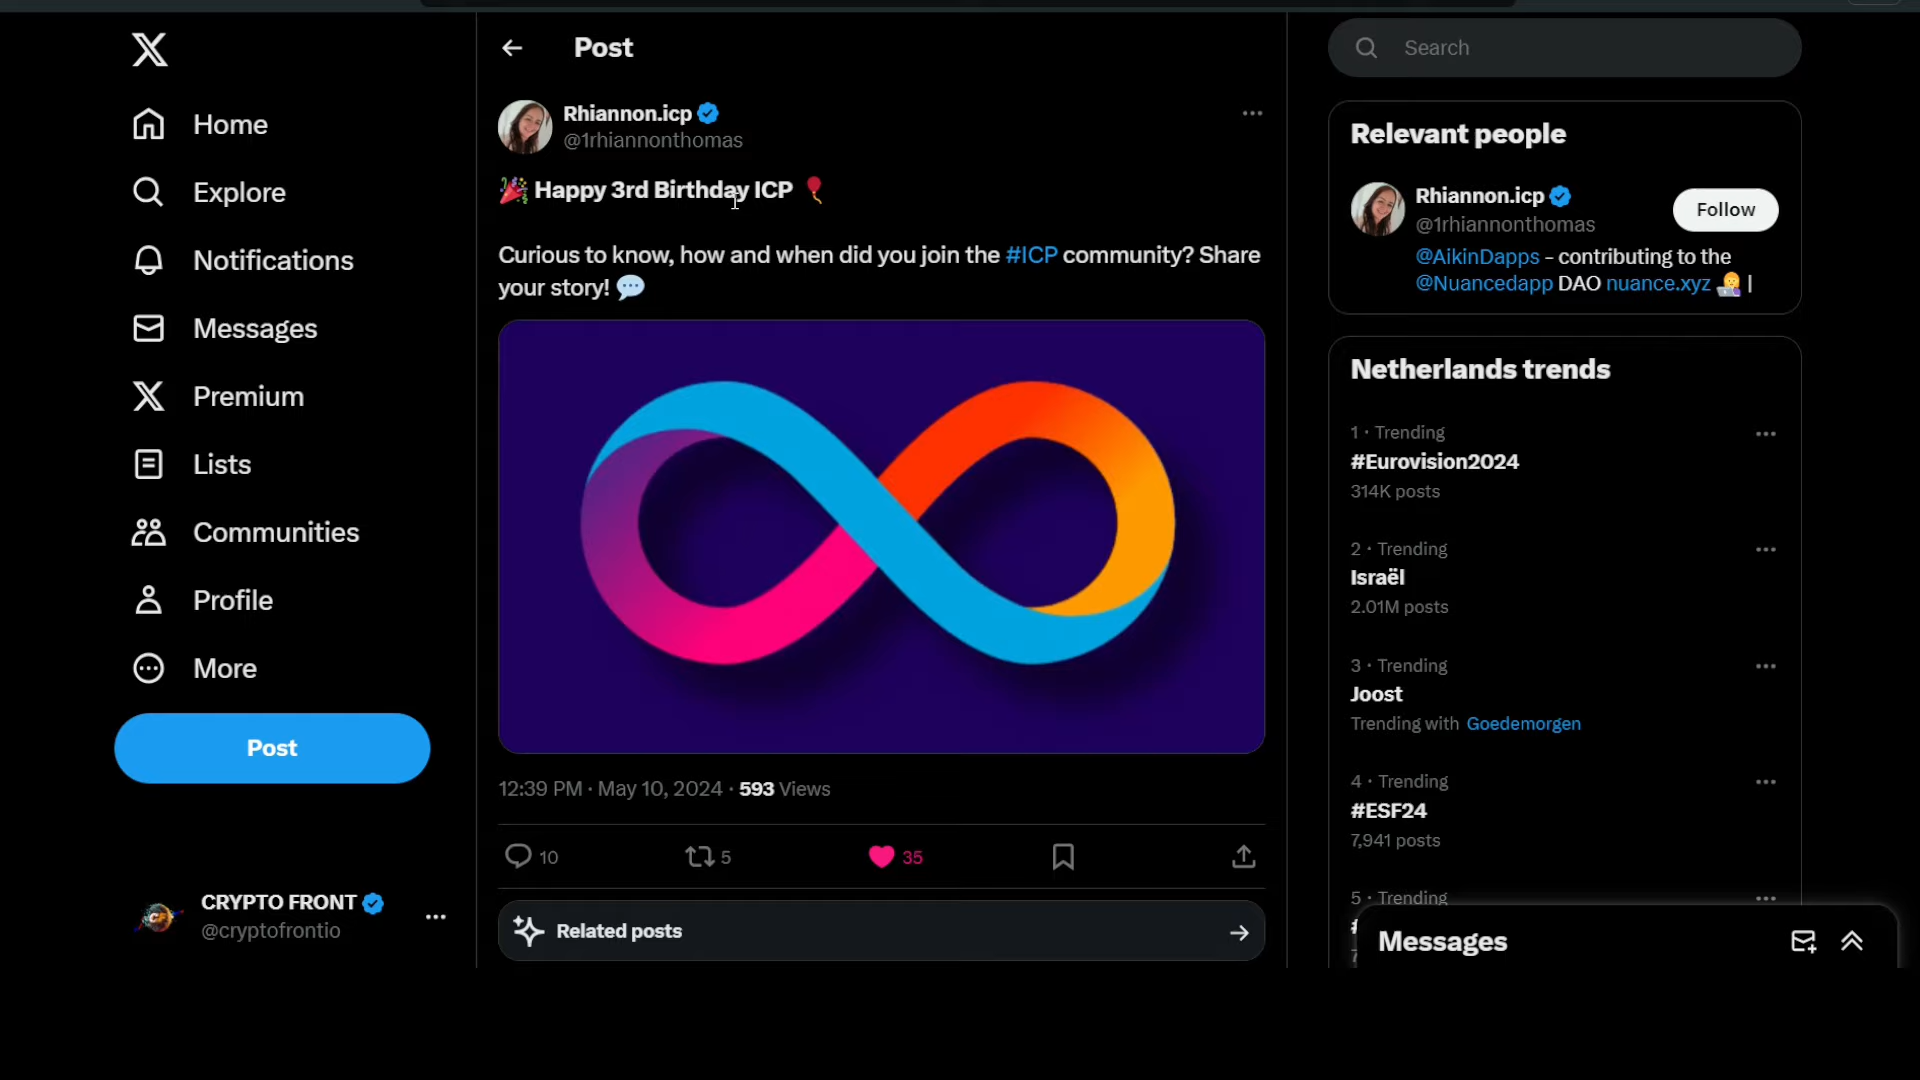 Home
Explore
Notifications
Messages
Premium
Lists
Communities
Profile
More
Post
CRYPTO FRONT
@cryptofrontio
Post
Rhiannon.icp
@1rhiannonthomas
🎉 Happy 3rd Birthday ICP 🎈
Curious to know, how and when did you join the #ICP community? Share
your story! 💬
12:39 PM · May 10, 2024 · 593 Views
10
5
35
Related posts
Search
Relevant people
Rhiannon.icp
@1rhiannonthomas
Follow
@AikinDapps - contributing to the
@Nuancedapp DAO nuance.xyz 👩‍💻 |
Netherlands trends
1 · Trending
#Eurovision2024
314K posts
2 · Trending
Israël
2.01M posts
3 · Trending
Joost
Trending with Goedemorgen
4 · Trending
#ESF24
7,941 posts
5 · Trending
Messages